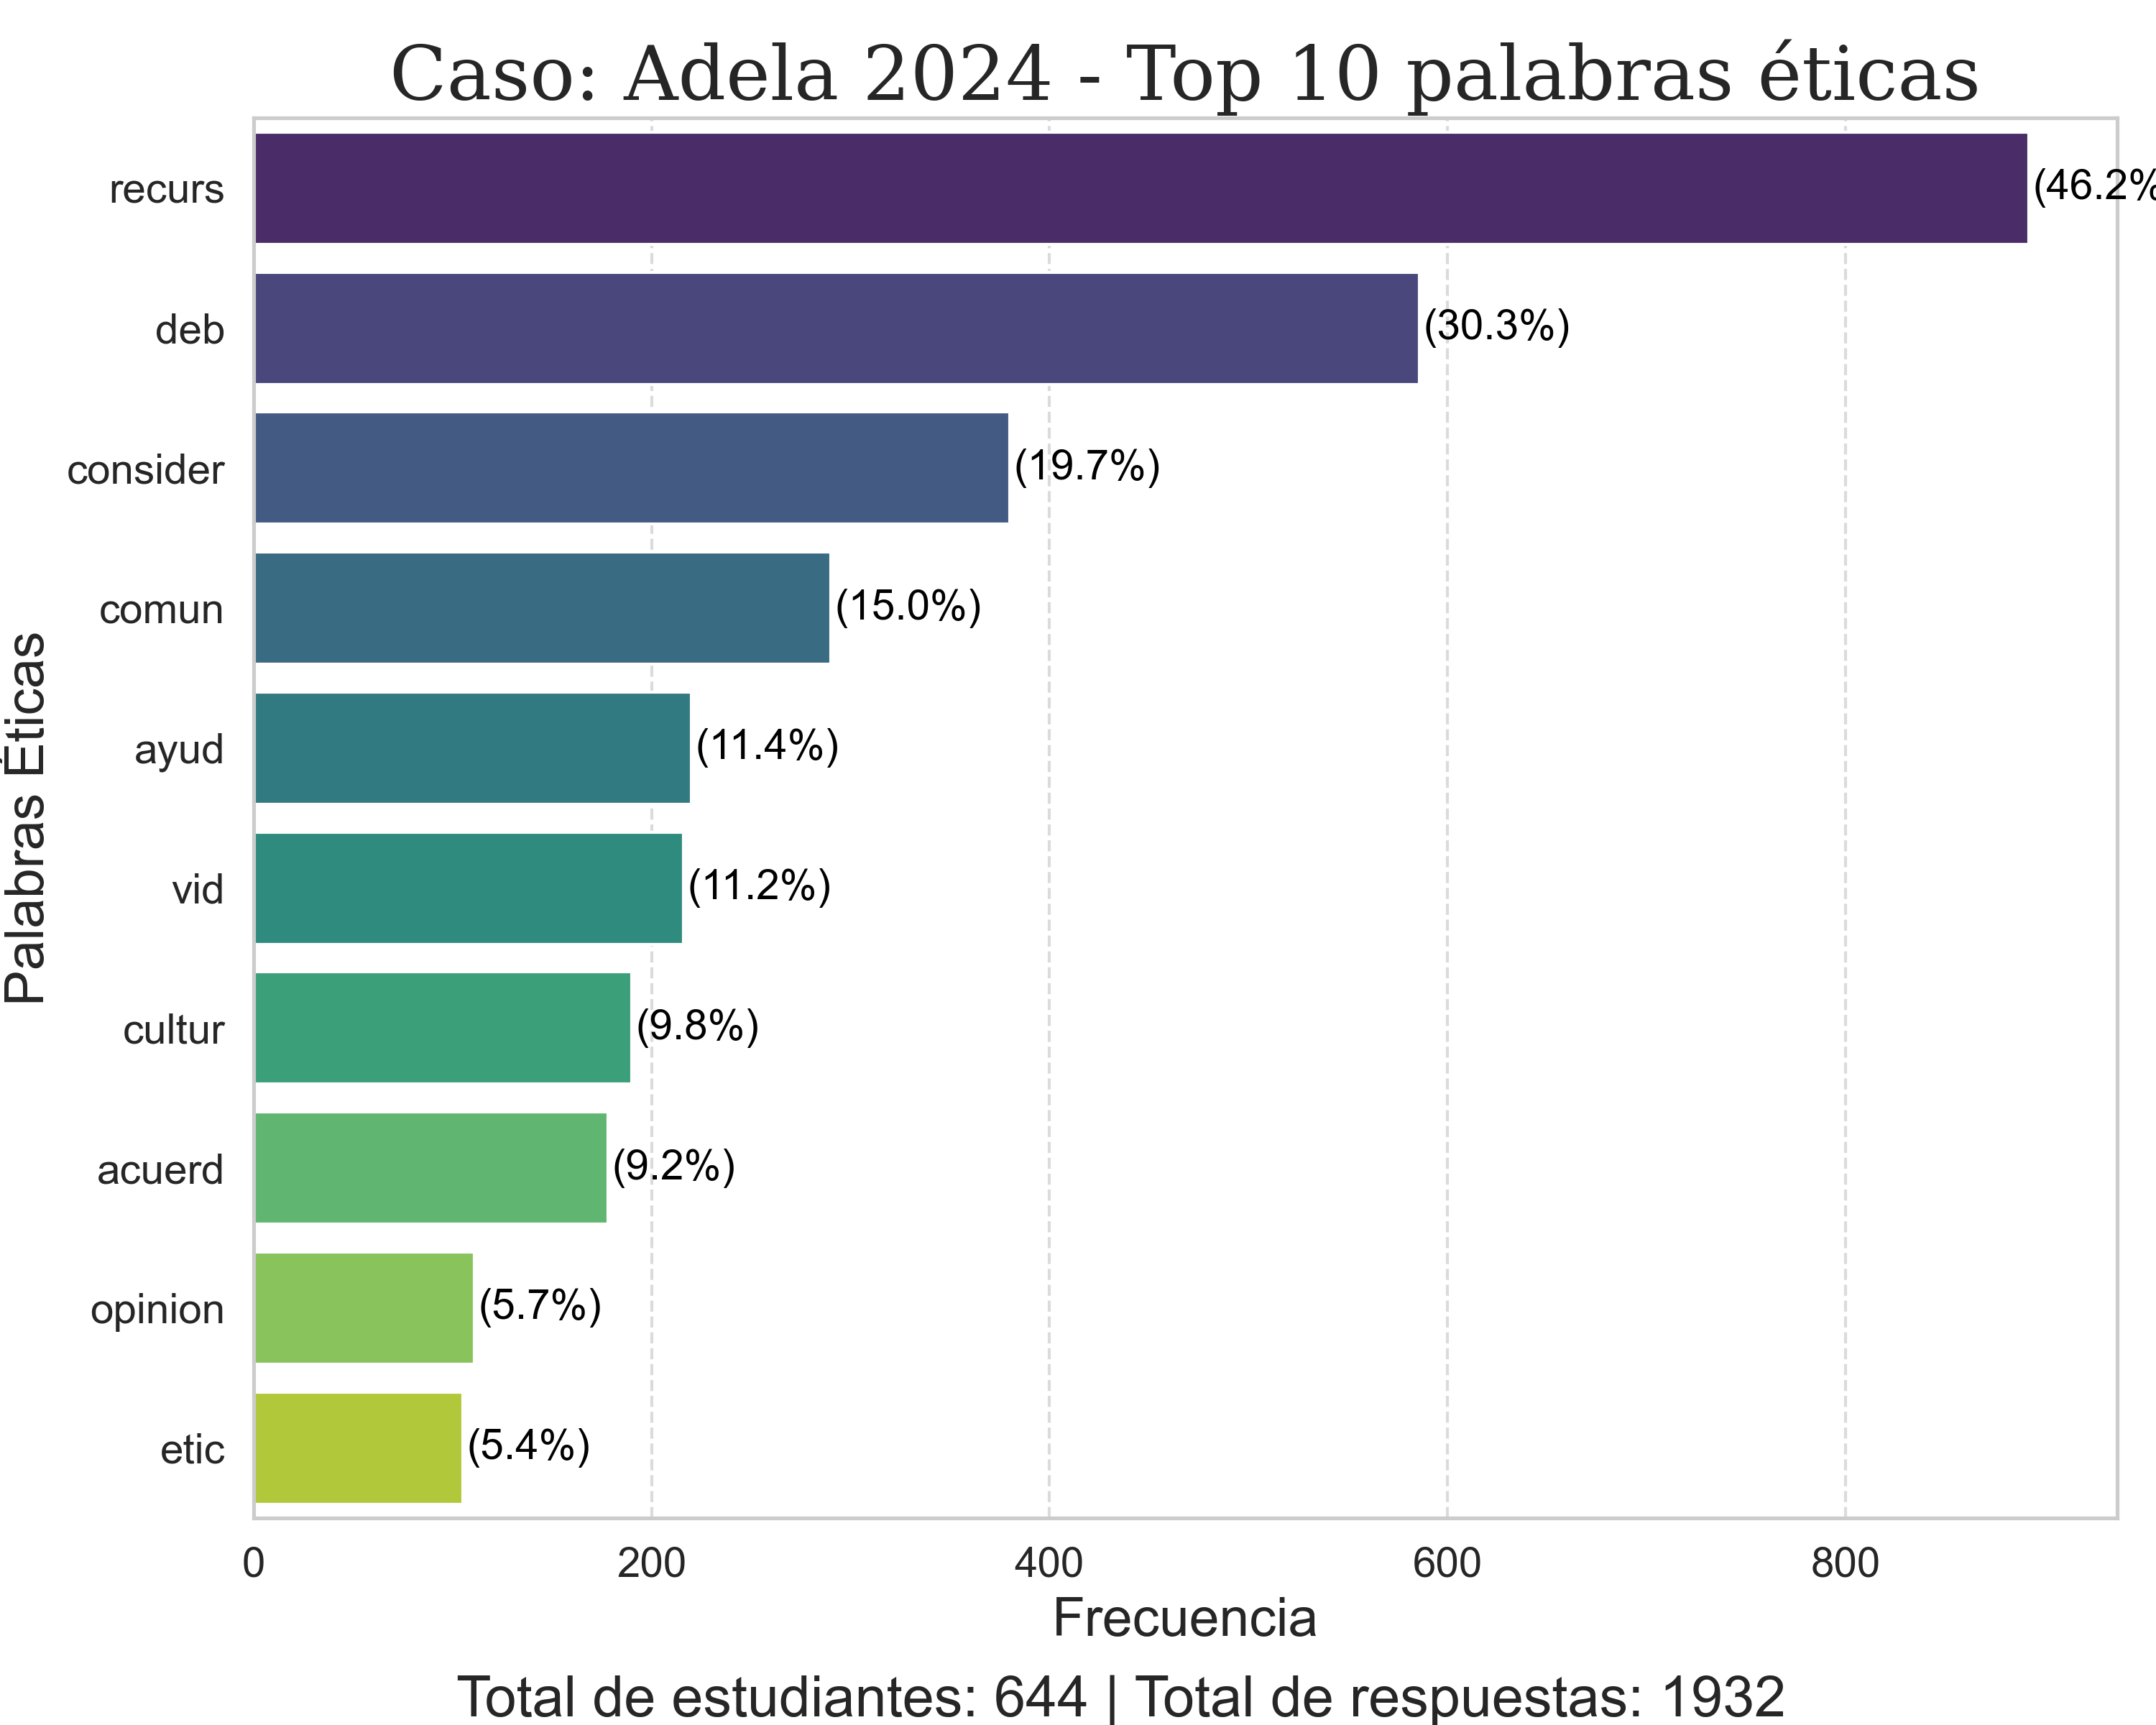 Caso: Adela 2024 - Top 10 palabras éticas
Palabras Éticas
recurs (46.2%
deb (30.3%)
consider (19.7%)
comun (15.0%)
ayud (11.4%)
vid (11.2%)
cultur (9.8%)
acuerd (9.2%)
opinion (5.7%)
etic (5.4%)
0 200 400 600 800
Frecuencia
Total de estudiantes: 644 | Total de respuestas: 1932